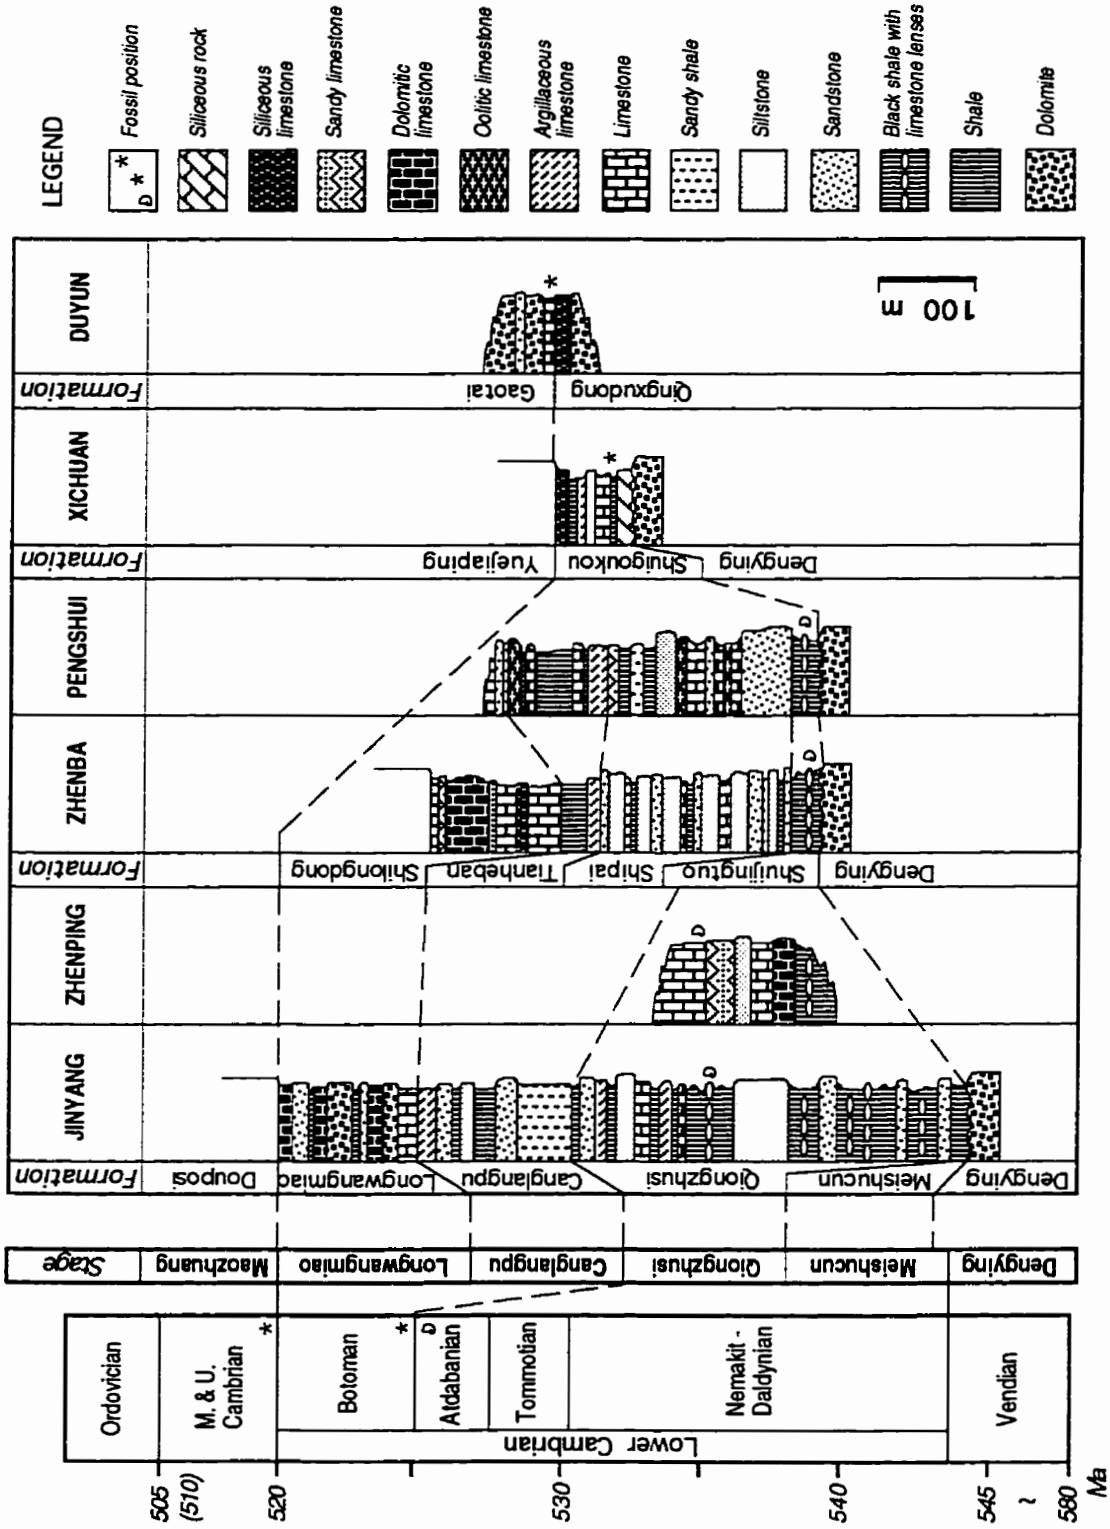 LEGEND
Fossil position
Siliceous rock
Siliceous
limestone
Sandy limestone
Dolomitic
limestone
Oolitic limestone
Argillaceous
limestone
Limestone
Sandy shale
Siltstone
Sandstone
Black shale with
limestone lenses
Shale
Dolomite
D * *
DUYUN
Formation
Gaotai
Qingxudong
*
100 m
XICHUAN
Formation
Yuejiaping
Shuigoukou
Dengying
*
PENGSHUI
D
ZHENBA
Formation
Shilongdong
Tianheban
Shipai
Shuijingtuo
Dengying
D
ZHENPING
D
JINYANG
Formation
Douposi
Longwangmiao
Canglangpu
Qiongzhusi
Meishucun
Dengying
D
Stage
Maozhuang
Longwangmiao
Canglangpu
Qiongzhusi
Meishucun
Dengying
Ordovician
M. & U.
Cambrian
*
Botoman
*
Atdabanian
D
Tommotian
Nemakit -
Daldynian
Vendian
Lower Cambrian
505
(510)
520
530
540
545
~
580
Ma